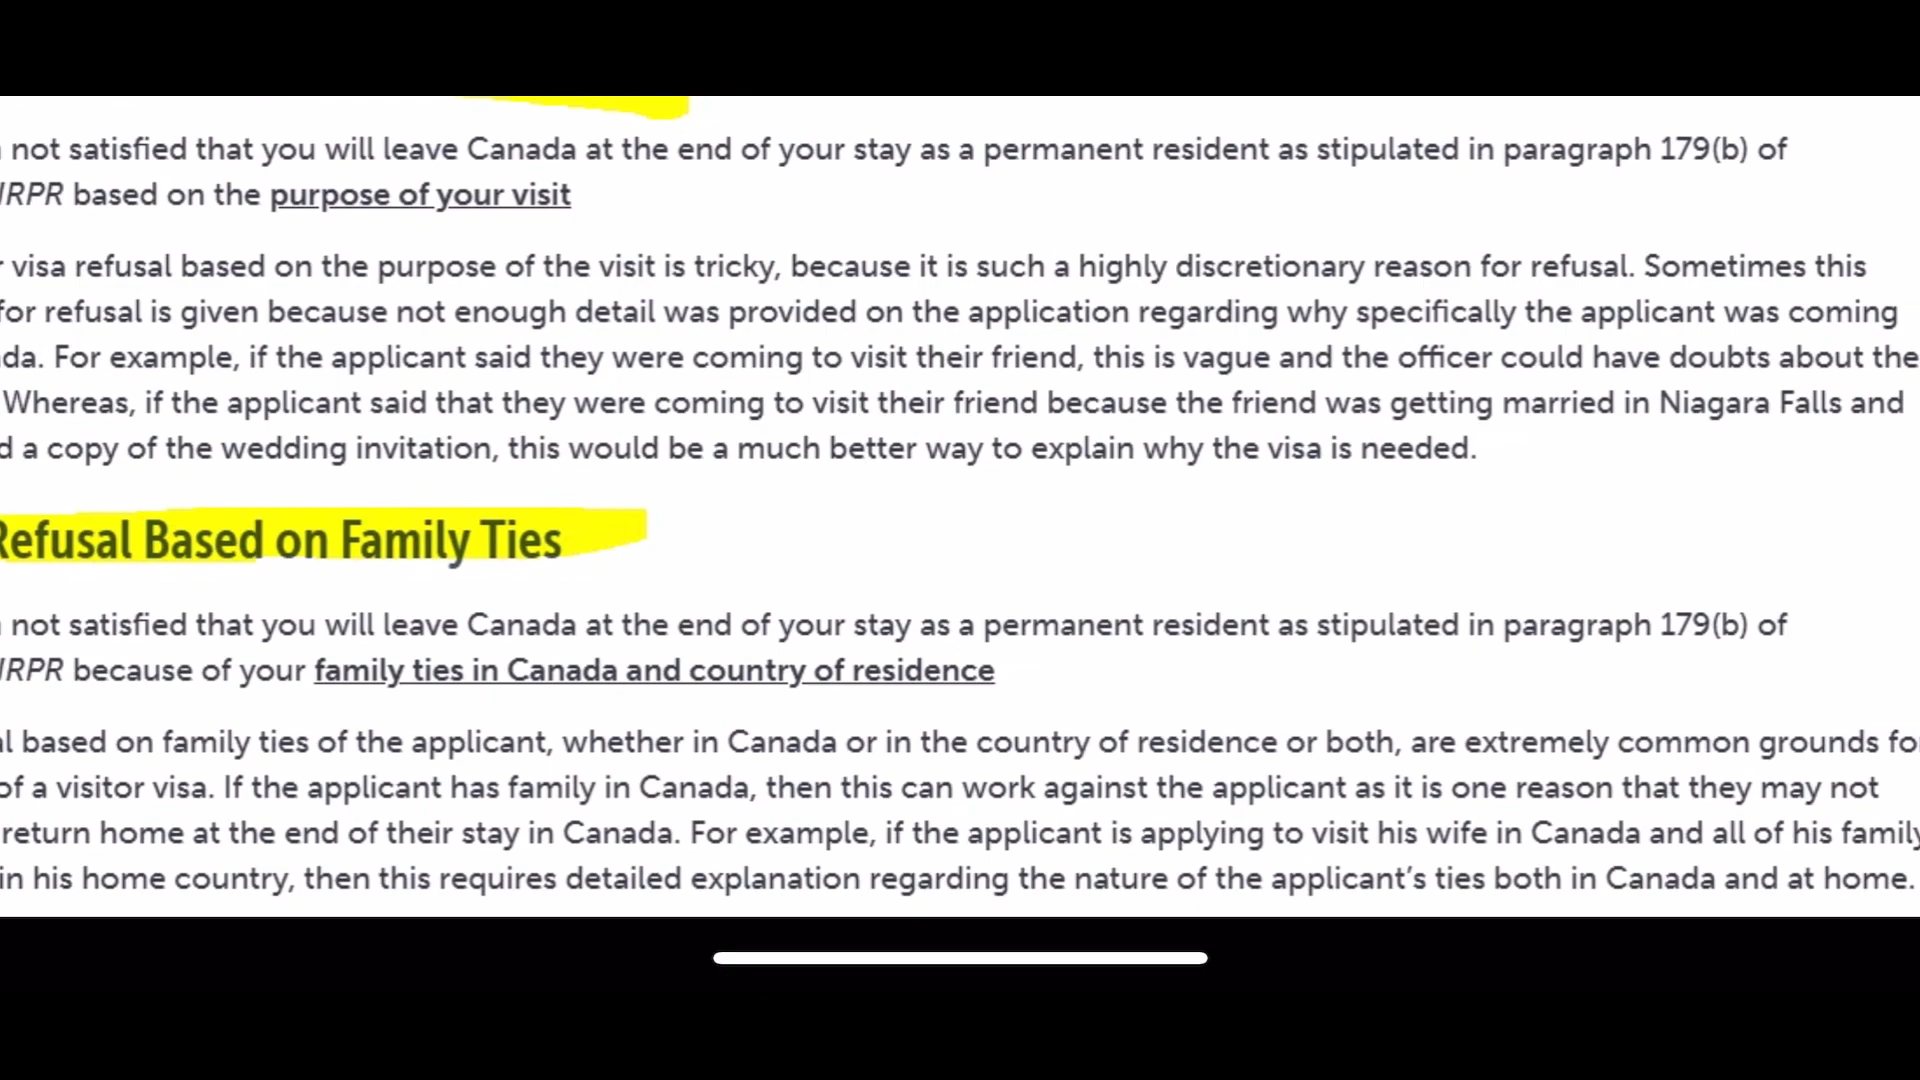 not satisfied that you will leave Canada at the end of your stay as a permanent resident as stipulated in paragraph 179(b) of
IRPR based on the purpose of your visit
visa refusal based on the purpose of the visit is tricky, because it is such a highly discretionary reason for refusal. Sometimes this
for refusal is given because not enough detail was provided on the application regarding why specifically the applicant was coming
da. For example, if the applicant said they were coming to visit their friend, this is vague and the officer could have doubts about the
Whereas, if the applicant said that they were coming to visit their friend because the friend was getting married in Niagara Falls and
d a copy of the wedding invitation, this would be a much better way to explain why the visa is needed.
Refusal Based on Family Ties
not satisfied that you will leave Canada at the end of your stay as a permanent resident as stipulated in paragraph 179(b) of
IRPR because of your family ties in Canada and country of residence
l based on family ties of the applicant, whether in Canada or in the country of residence or both, are extremely common grounds fo
of a visitor visa. If the applicant has family in Canada, then this can work against the applicant as it is one reason that they may not
return home at the end of their stay in Canada. For example, if the applicant is applying to visit his wife in Canada and all of his family
in his home country, then this requires detailed explanation regarding the nature of the applicant's ties both in Canada and at home.